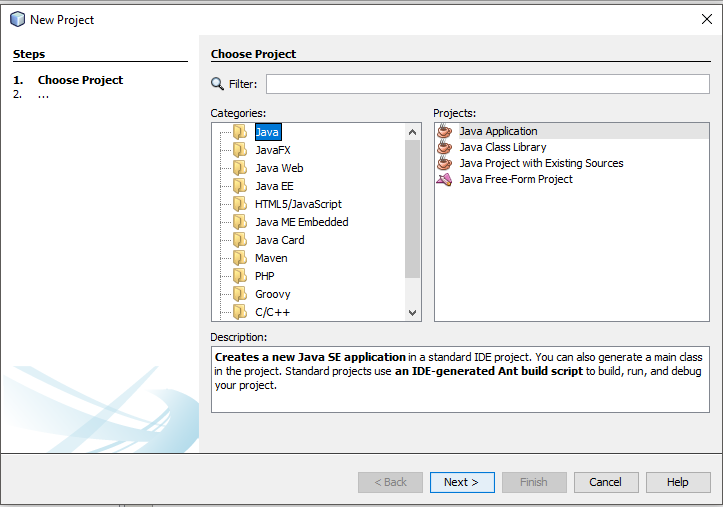 New Project
Steps
1. Choose Project
2. ...
Choose Project
Filter:
Categories:
Java
JavaFX
Java Web
Java EE
HTML5/JavaScript
Java ME Embedded
Java Card
Maven
PHP
Groovy
C/C++
Projects:
Java Application
Java Class Library
Java Project with Existing Sources
Java Free-Form Project
Description:
Creates a new Java SE application in a standard IDE project. You can also generate a main class
in the project. Standard projects use an IDE-generated Ant build script to build, run, and debug
your project.
< Back
Next >
Finish
Cancel
Help